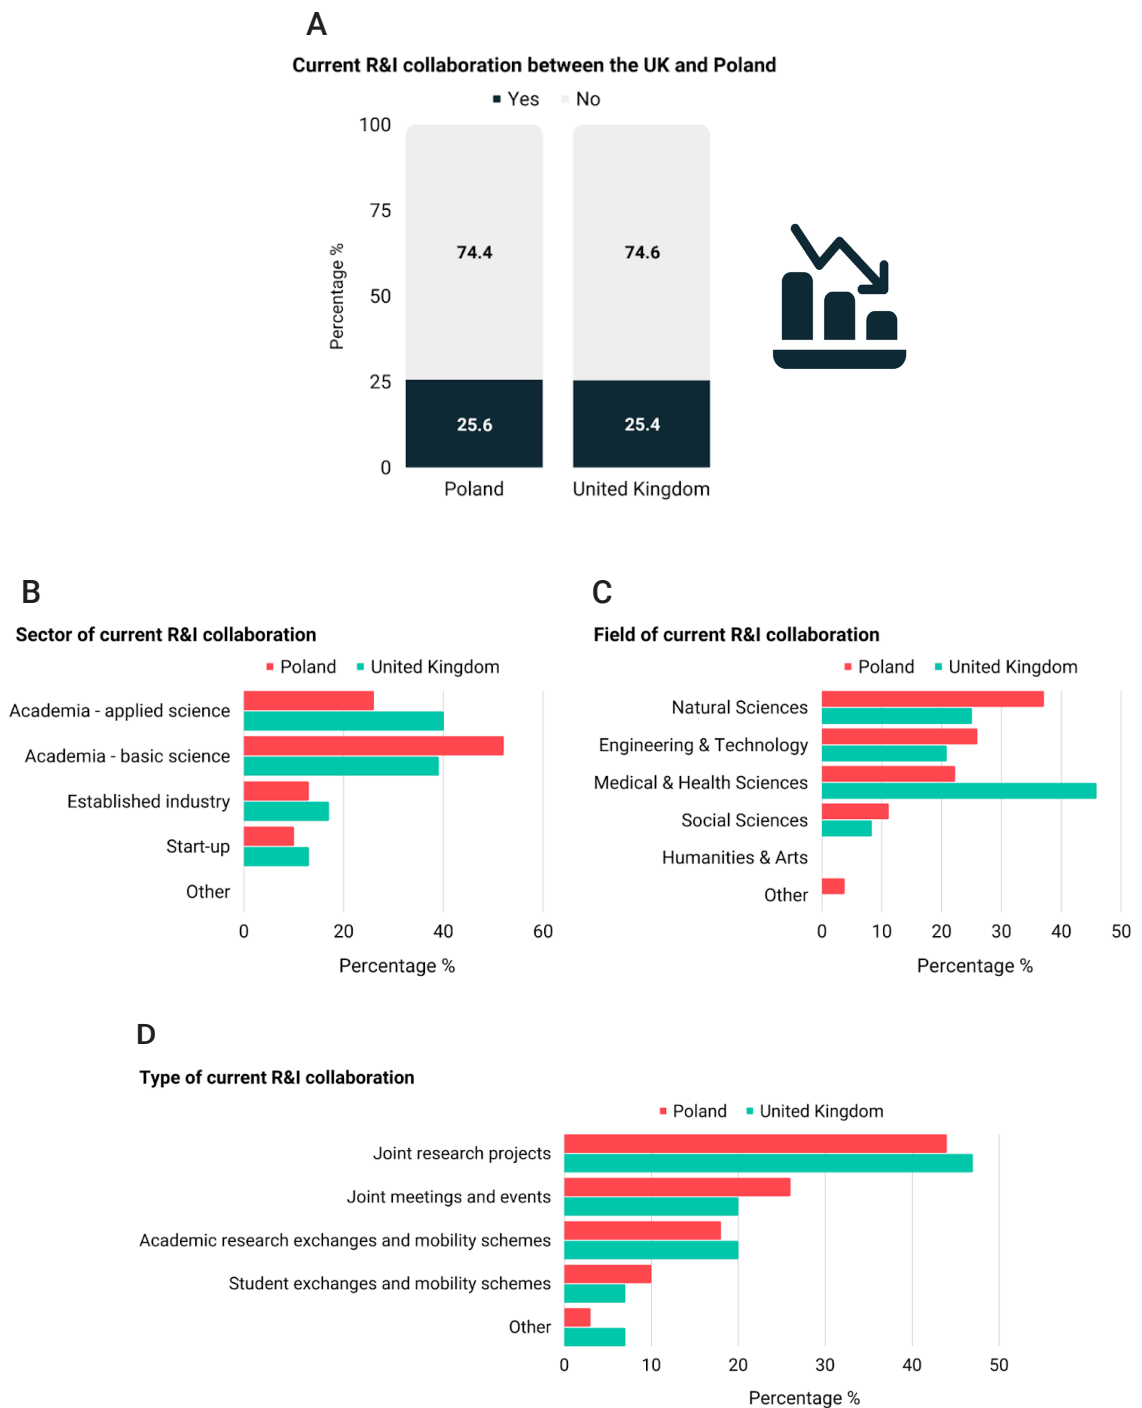 A
Current R&I collaboration between the UK and Poland
Yes No
100
75
50
25
0
Percentage %
74.4
74.6
25.6
25.4
Poland
United Kingdom
B
Sector of current R&I collaboration
Poland United Kingdom
Academia - applied science
Academia - basic science
Established industry
Start-up
Other
0 20 40 60
Percentage %
C
Field of current R&I collaboration
Poland United Kingdom
Natural Sciences
Engineering & Technology
Medical & Health Sciences
Social Sciences
Humanities & Arts
Other
0 10 20 30 40 50
Percentage %
D
Type of current R&I collaboration
Poland United Kingdom
Joint research projects
Joint meetings and events
Academic research exchanges and mobility schemes
Student exchanges and mobility schemes
Other
0 10 20 30 40 50
Percentage %